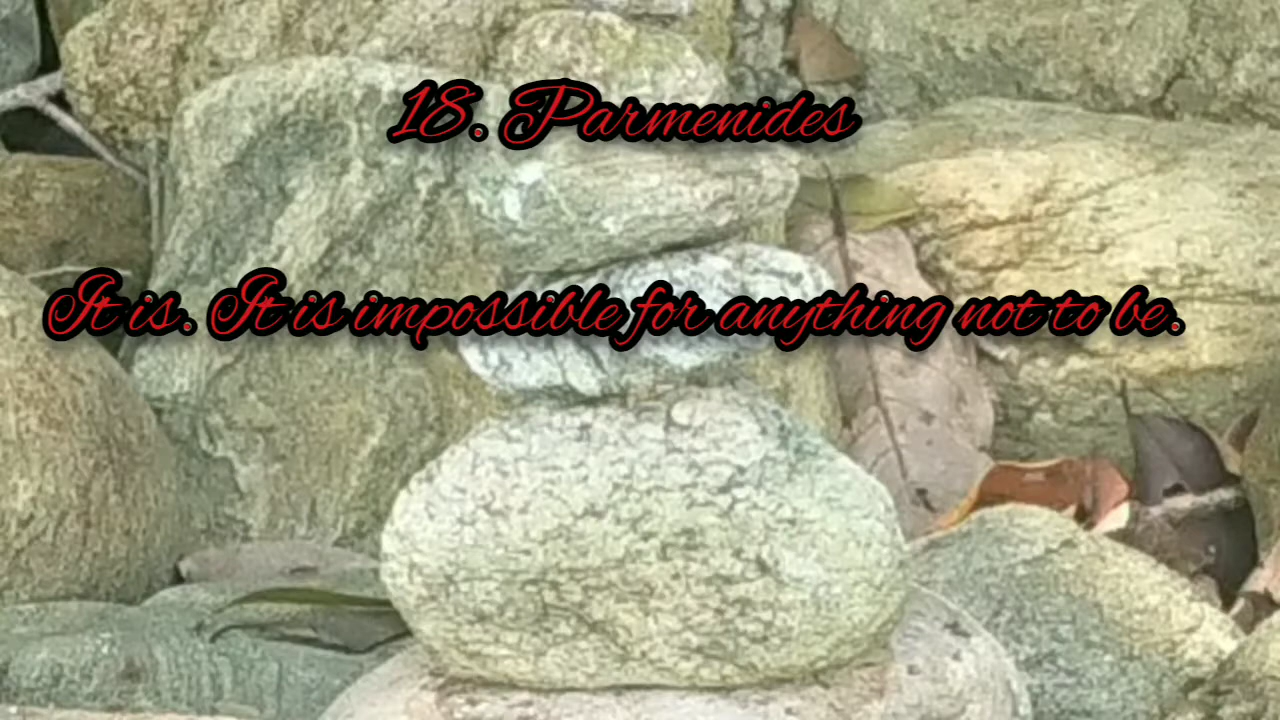 18. Parmenides
It is. It is impossible for anything not to be.